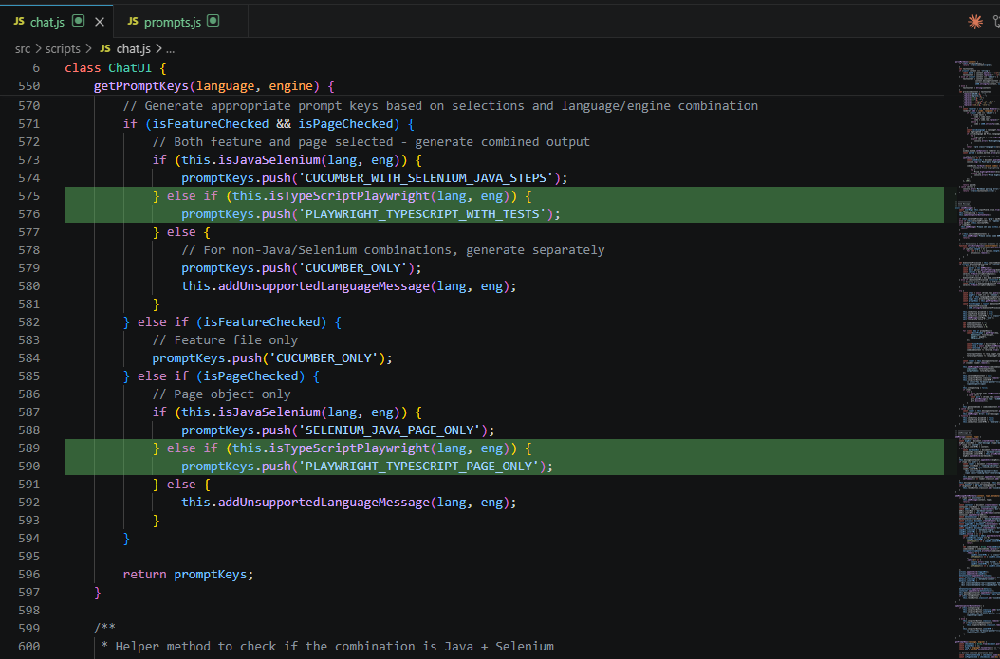 JS chat.js
JS prompts.js
src > scripts > JS chat.js > ...
6 class ChatUI {
550 getPromptKeys(language, engine) {
570 // Generate appropriate prompt keys based on selections and language/engine combination
571 if (isFeatureChecked && isPageChecked) {
572 // Both feature and page selected - generate combined output
573 if (this.isJavaSelenium(lang, eng)) {
574 promptKeys.push('CUCUMBER_WITH_SELENIUM_JAVA_STEPS');
575 } else if (this.isTypeScriptPlaywright(lang, eng)) {
576 promptKeys.push('PLAYWRIGHT_TYPESCRIPT_WITH_TESTS');
577 } else {
578 // For non-Java/Selenium combinations, generate separately
579 promptKeys.push('CUCUMBER_ONLY');
580 this.addUnsupportedLanguageMessage(lang, eng);
581 }
582 } else if (isFeatureChecked) {
583 // Feature file only
584 promptKeys.push('CUCUMBER_ONLY');
585 } else if (isPageChecked) {
586 // Page object only
587 if (this.isJavaSelenium(lang, eng)) {
588 promptKeys.push('SELENIUM_JAVA_PAGE_ONLY');
589 } else if (this.isTypeScriptPlaywright(lang, eng)) {
590 promptKeys.push('PLAYWRIGHT_TYPESCRIPT_PAGE_ONLY');
591 } else {
592 this.addUnsupportedLanguageMessage(lang, eng);
593 }
594 }
595
596 return promptKeys;
597 }
598
599 /**
600 * Helper method to check if the combination is Java + Selenium